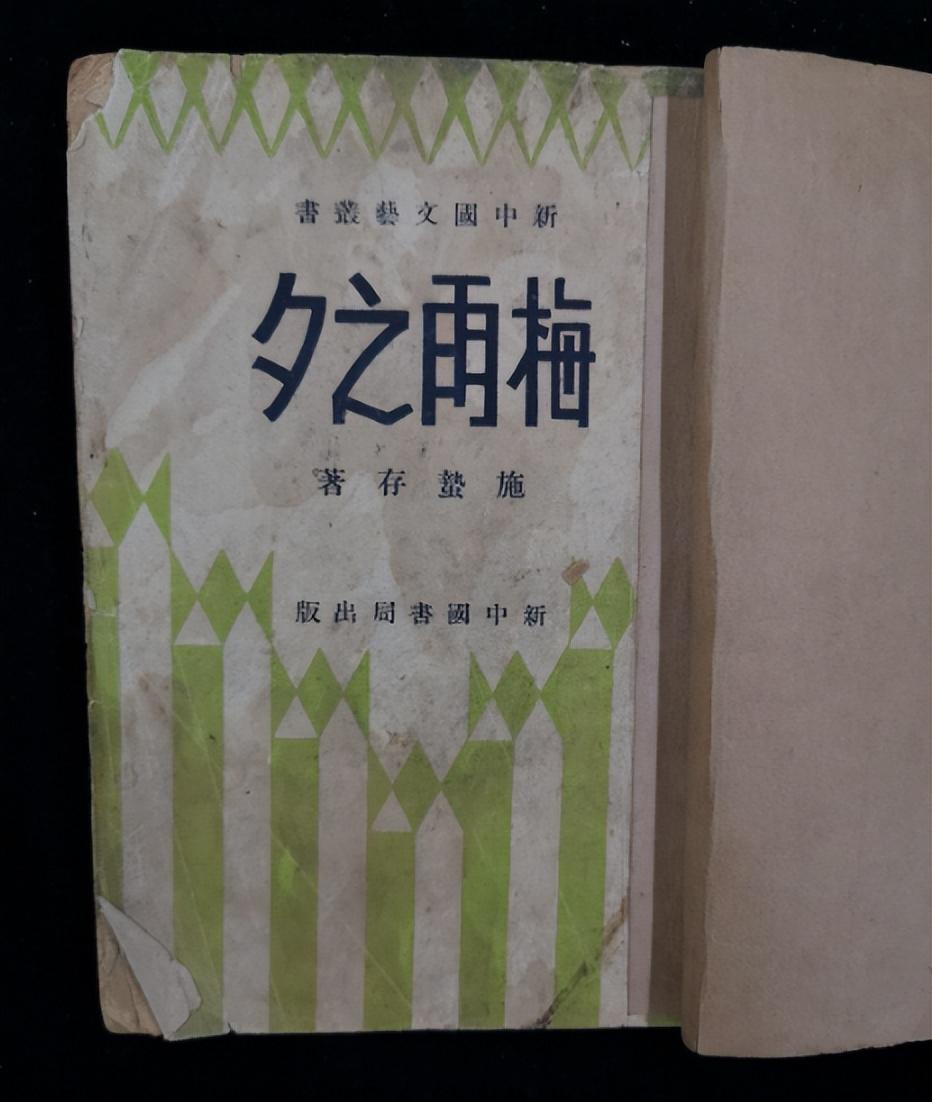 新中國文藝叢書
梅雨之夕
施蟄存著
新中國書局出版